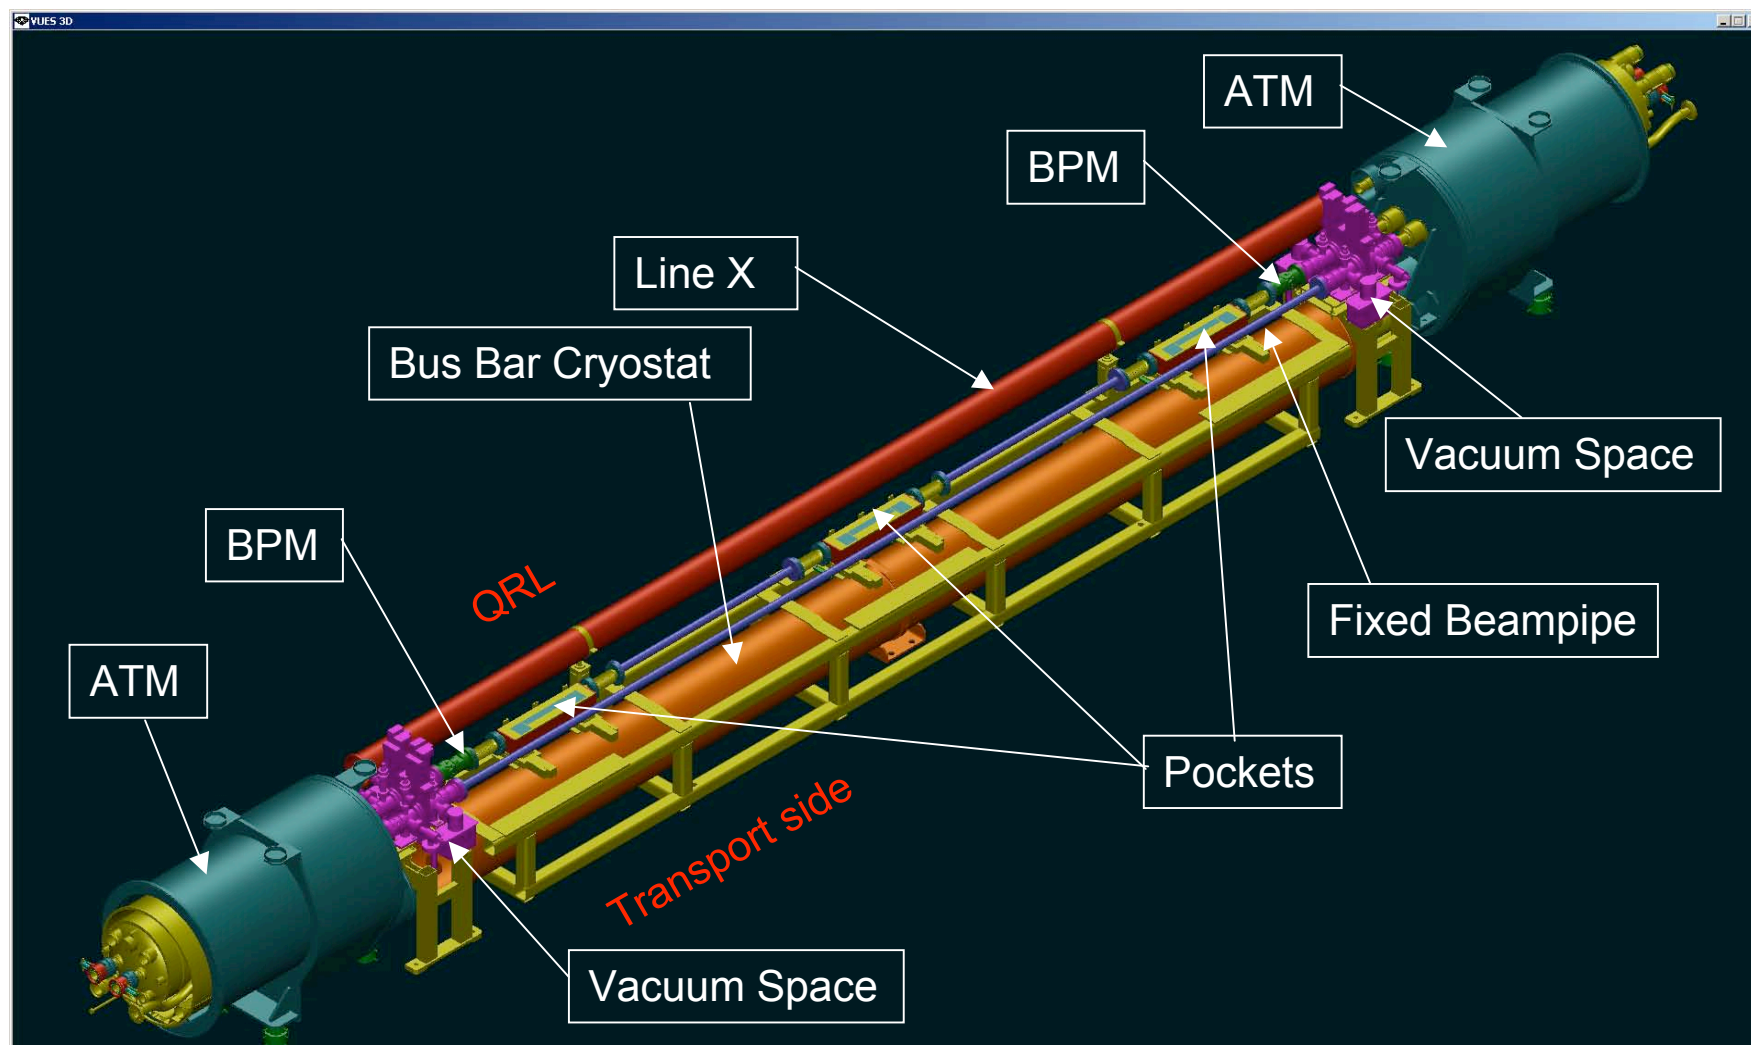 VUES 3D
ATM
BPM
Line X
Bus Bar Cryostat
Vacuum Space
BPM
QRL
Fixed Beampipe
ATM
Pockets
Transport side
Vacuum Space